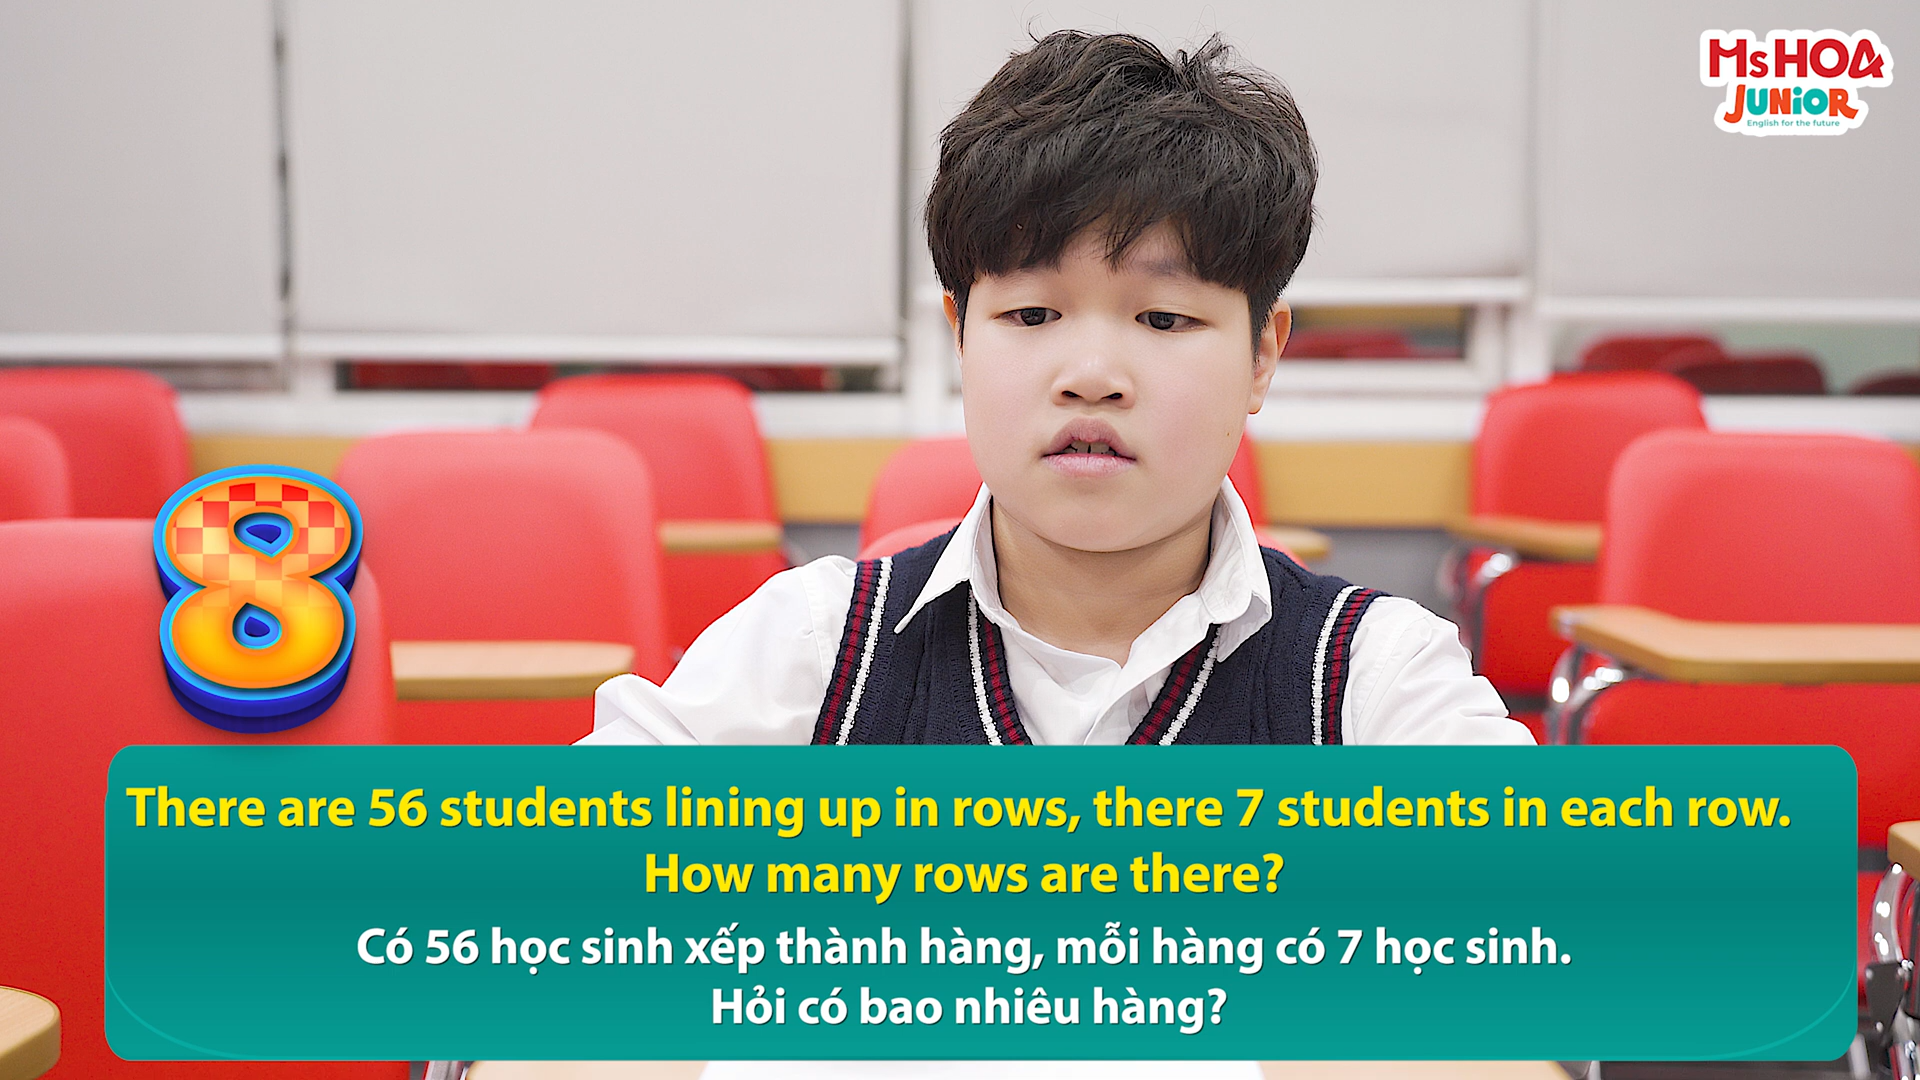 MsHOA
JUNiOR
English for the future
8
There are 56 students lining up in rows, there 7 students in each row.
How many rows are there?
Có 56 học sinh xếp thành hàng, mỗi hàng có 7 học sinh.
Hỏi có bao nhiêu hàng?